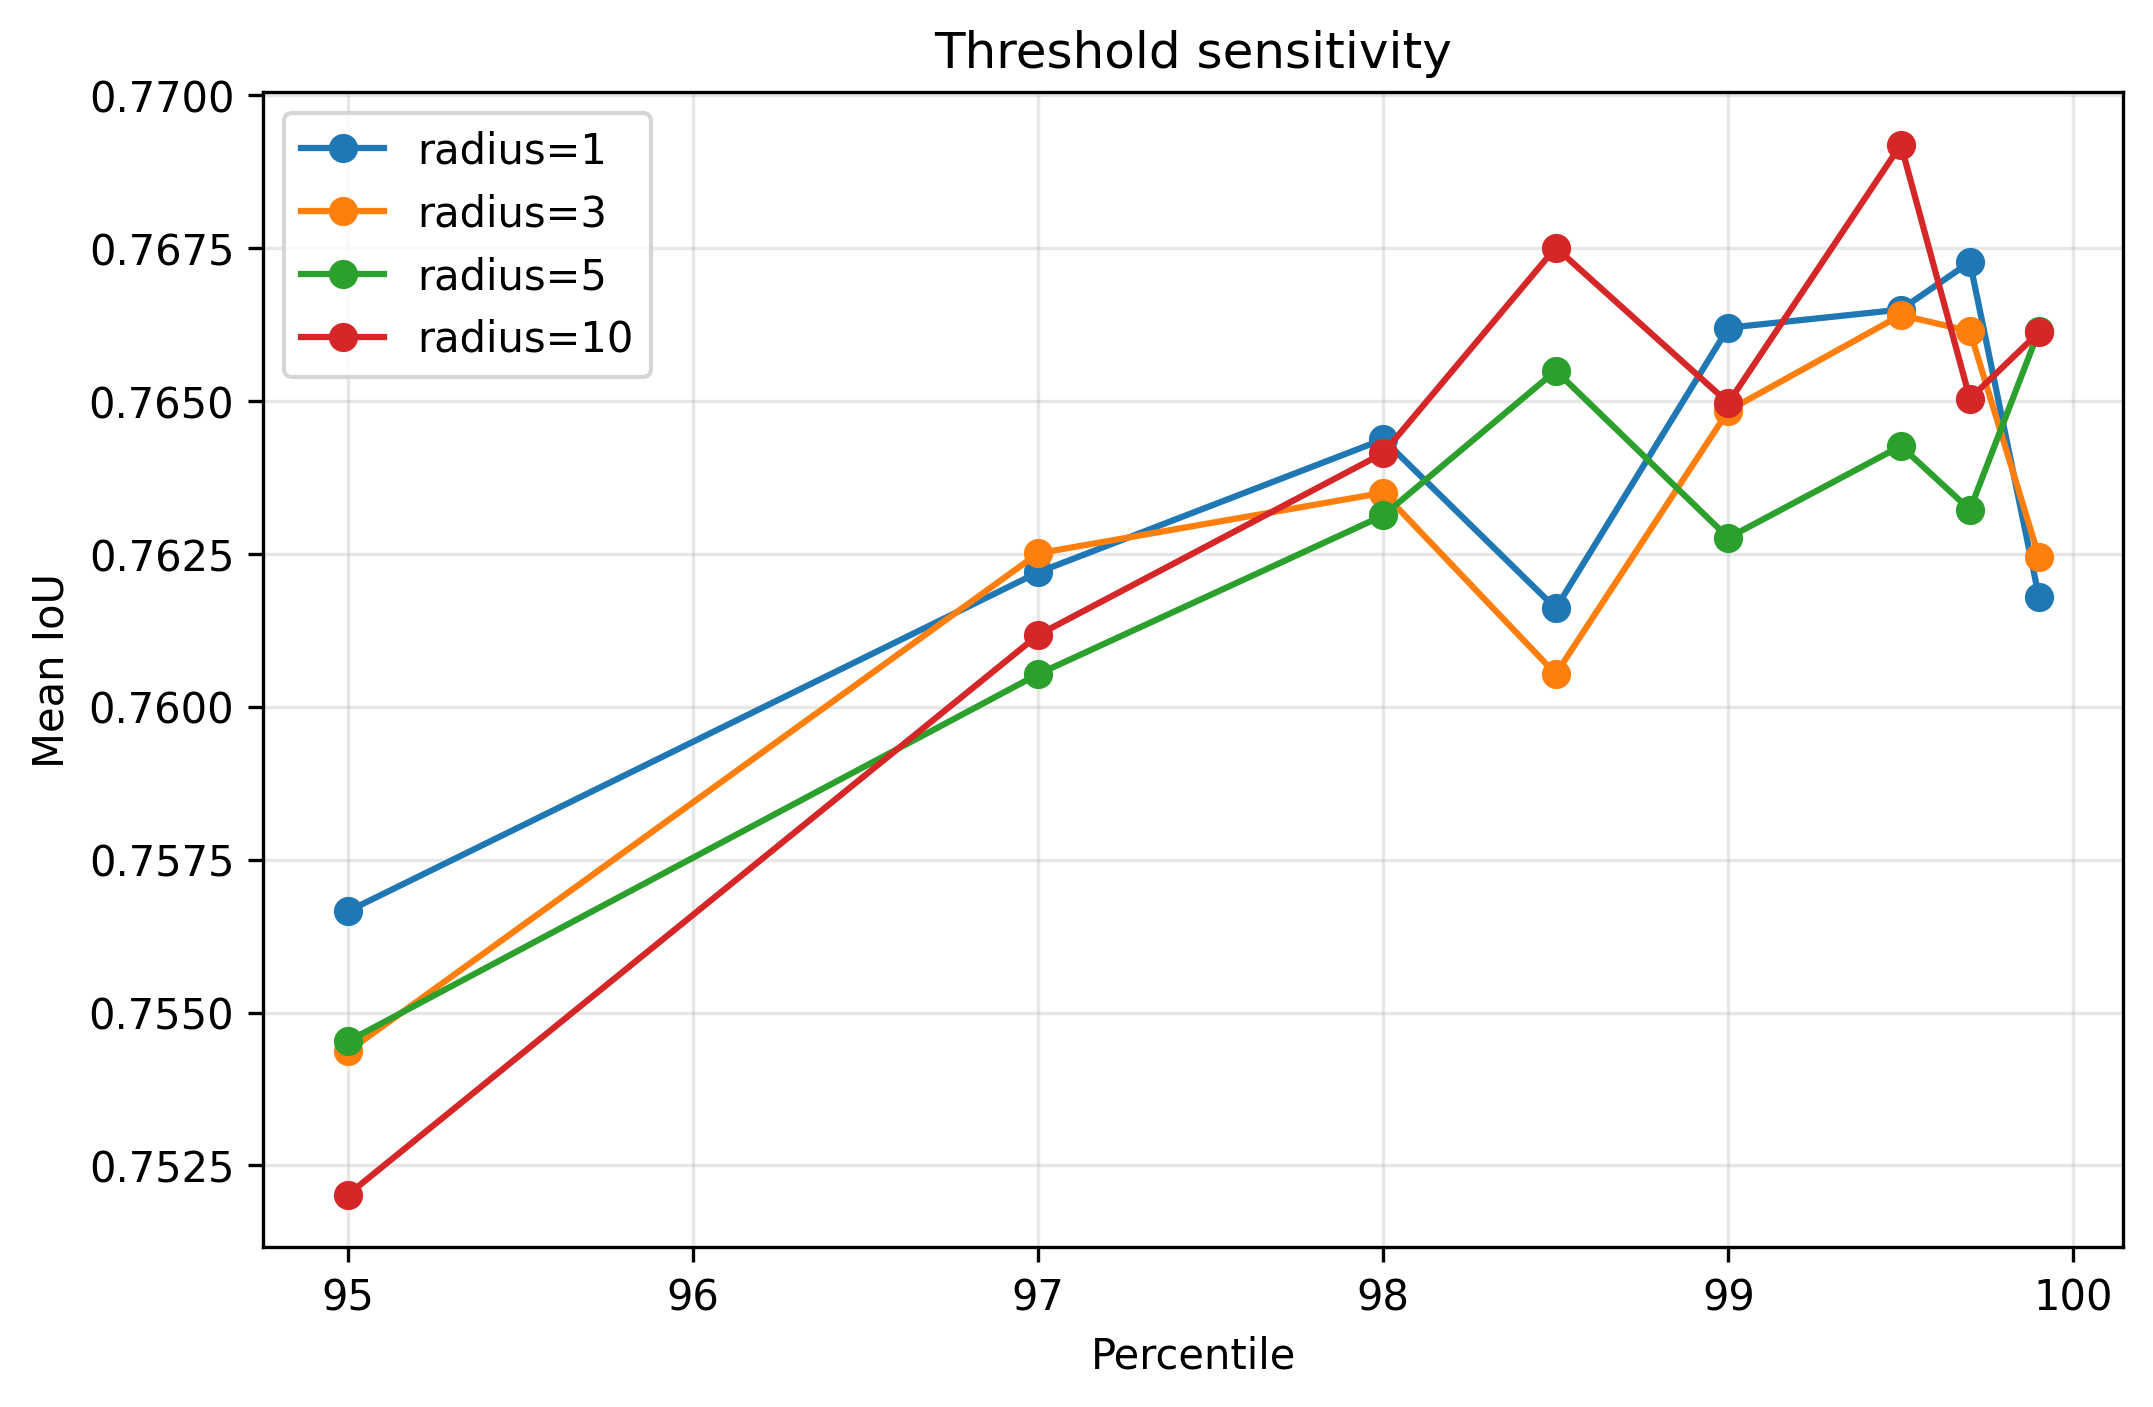 Threshold sensitivity
0.7700
0.7675
0.7650
0.7625
0.7600
0.7575
0.7550
0.7525
Mean IoU
radius=1
radius=3
radius=5
radius=10
95 96 97 98 99 100
Percentile